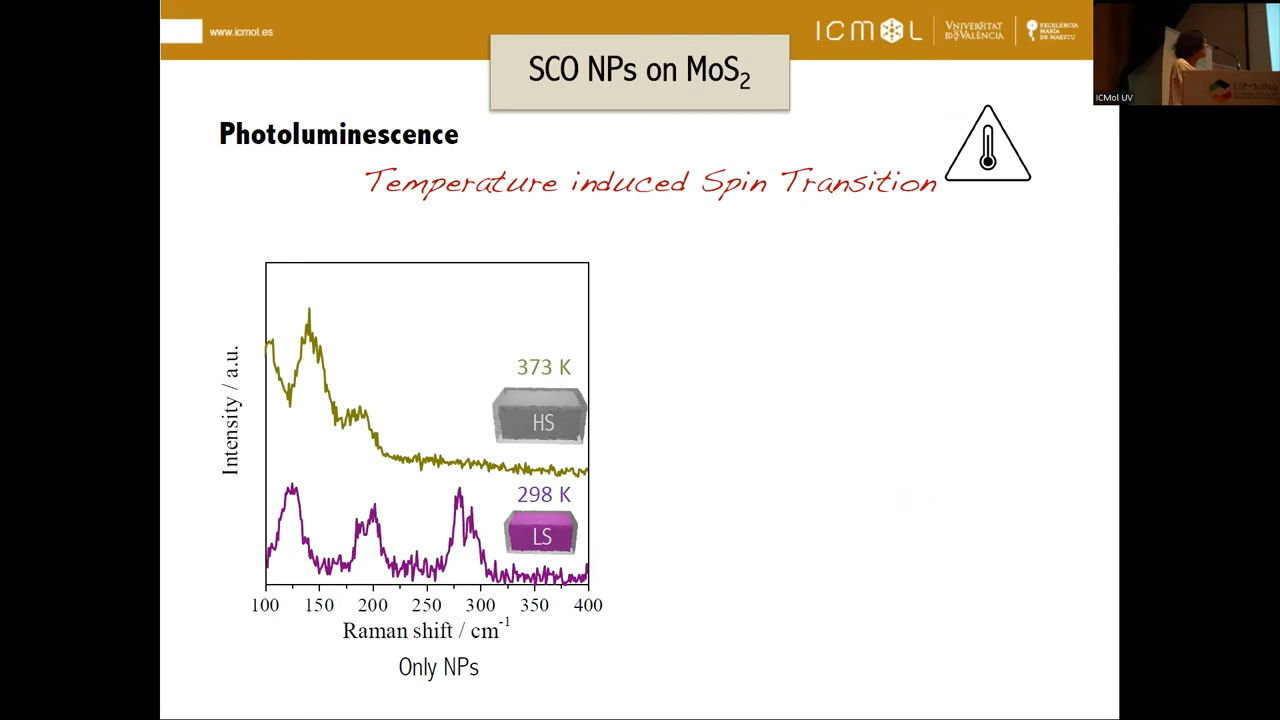 www.icmol.es
ICMOL
VNIVERSITAT
ID VALÈNCIA
EXCELENCIA
MARÍA
DE MAEZTU
ICMol UV
SCO NPs on MoS2
Photoluminescence
Temperature induced Spin Transition
373 K
HS
298 K
LS
Intensity / a.u.
100 150 200 250 300 350 400
Raman shift / cm-1
Only NPs